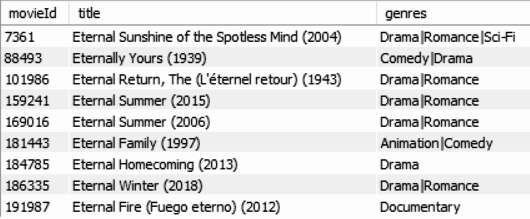 movieId title genres
7361 Eternal Sunshine of the Spotless Mind (2004) Drama|Romance|Sci-Fi
88493 Eternally Yours (1939) Comedy|Drama
101986 Eternal Return, The (L'éternel retour) (1943) Drama|Romance
159241 Eternal Summer (2015) Drama|Romance
169016 Eternal Summer (2006) Drama|Romance
181443 Eternal Family (1997) Animation|Comedy
184785 Eternal Homecoming (2013) Drama
186335 Eternal Winter (2018) Drama|Romance
191987 Eternal Fire (Fuego eterno) (2012) Documentary